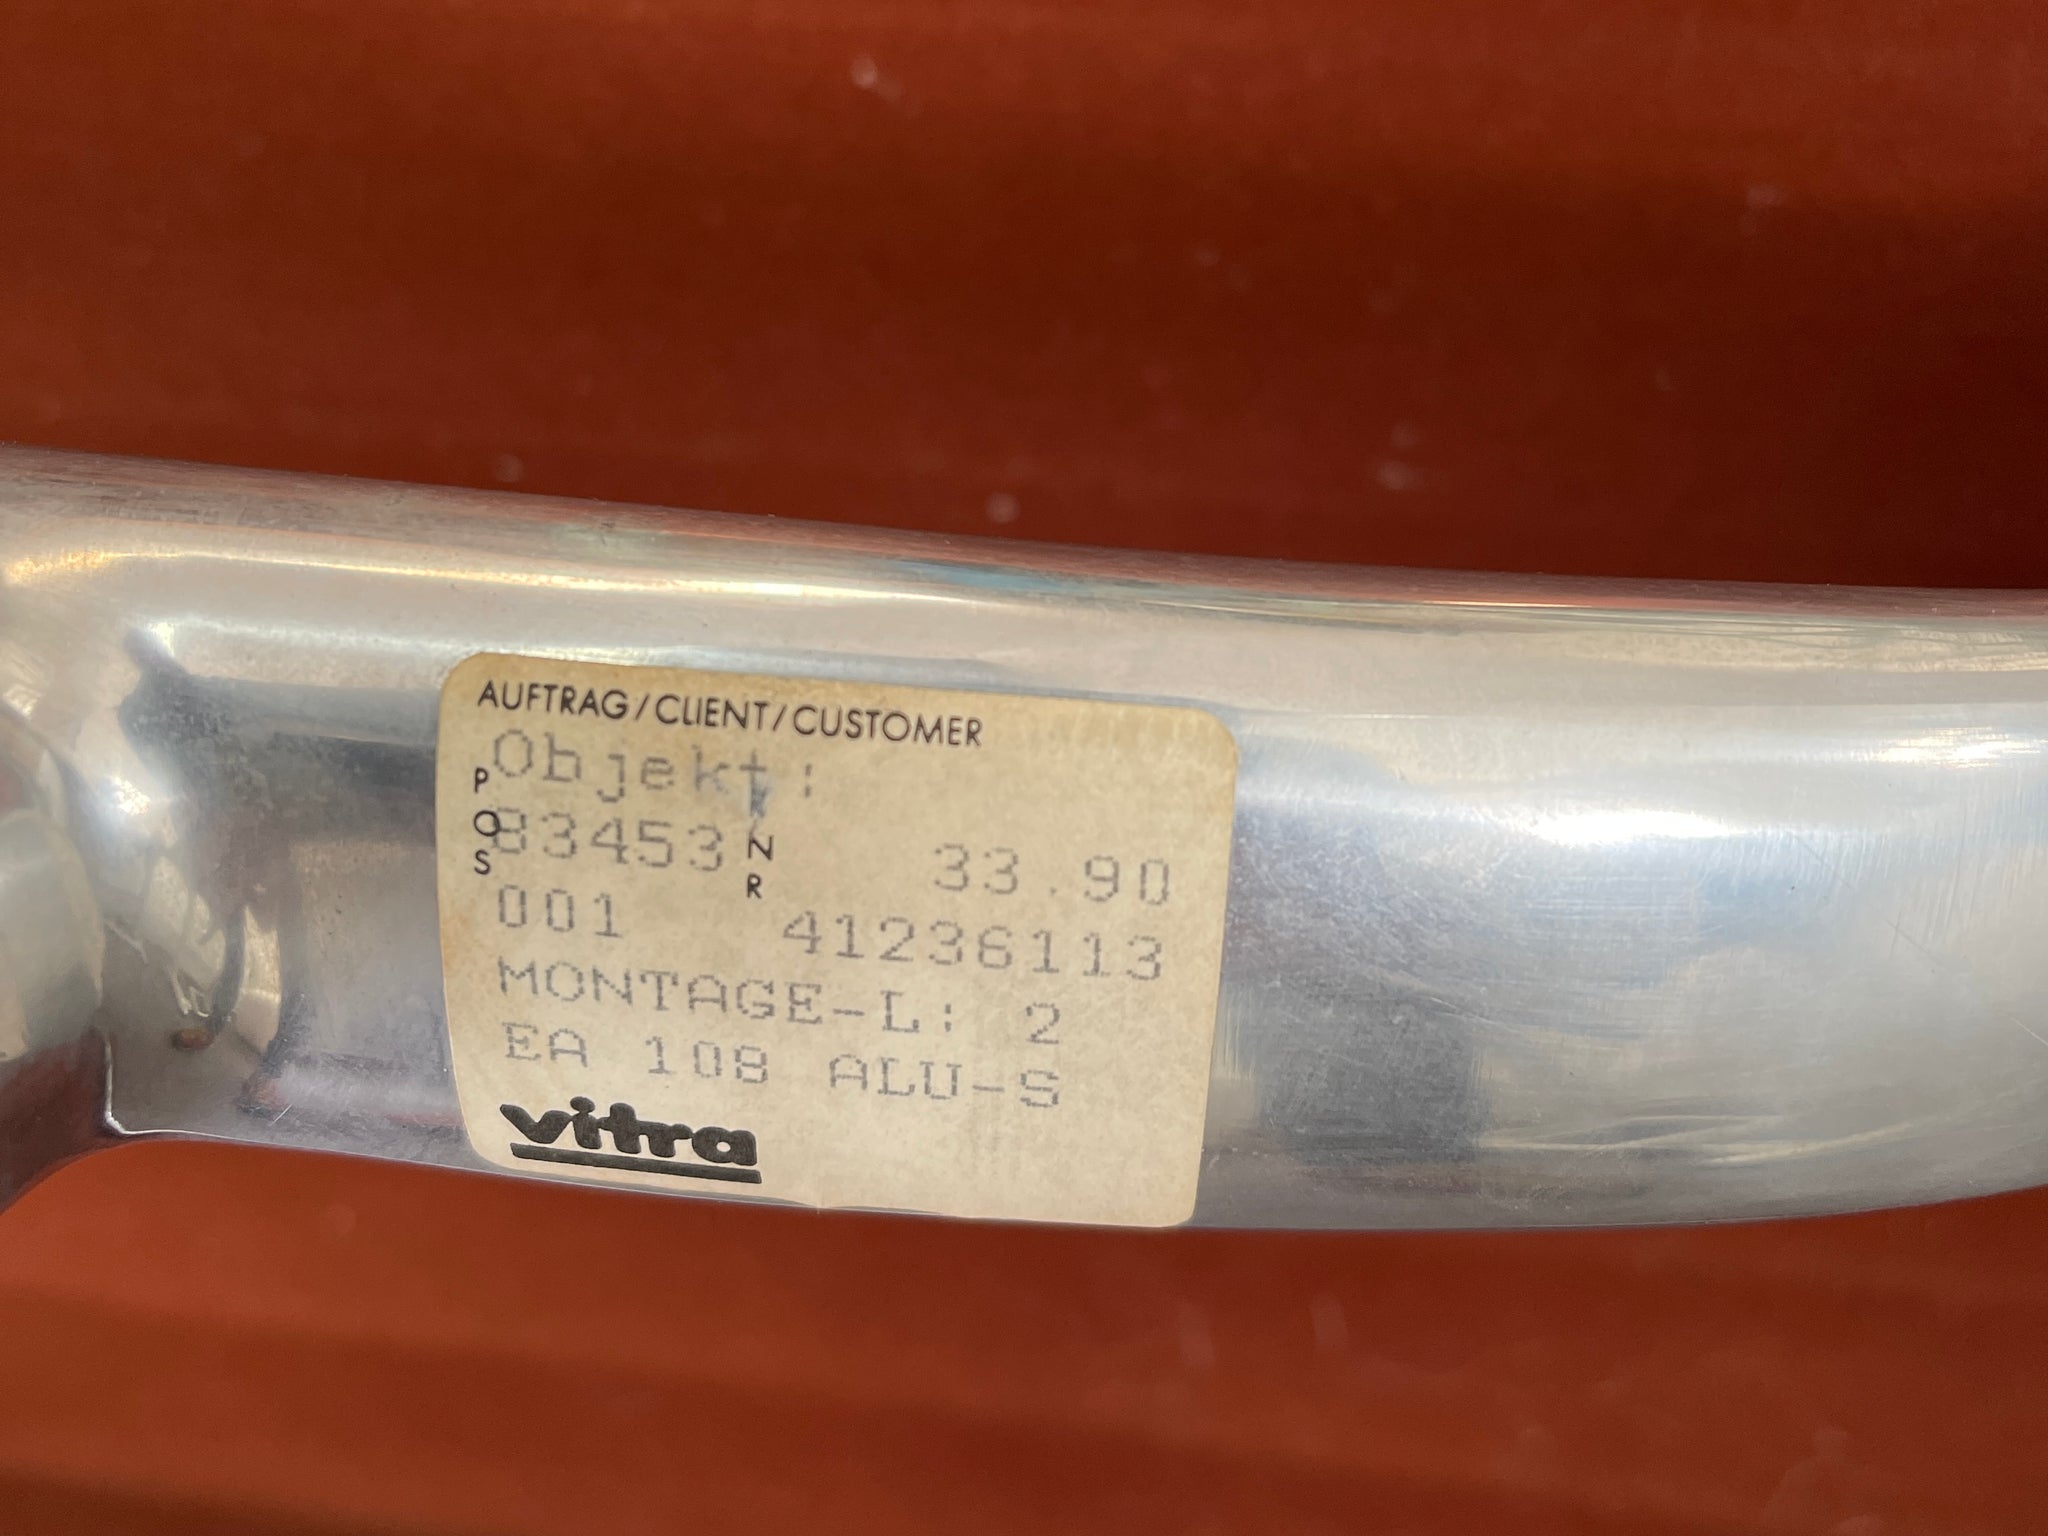 AUFTRAG/CLIENT/CUSTOMER
Objekt:
POS
83453 NR 33.90
001 41236113
MONTAGE-L: 2
EA 108 ALU-S
vitra